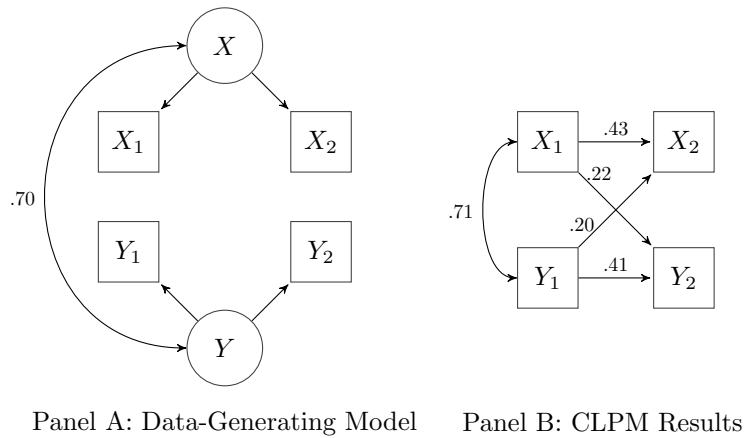 X
X₁
X₂
.70
Y₁
Y₂
Y
Panel A: Data-Generating Model
X₁
.43
X₂
.22
.71
.20
Y₁
.41
Y₂
Panel B: CLPM Results